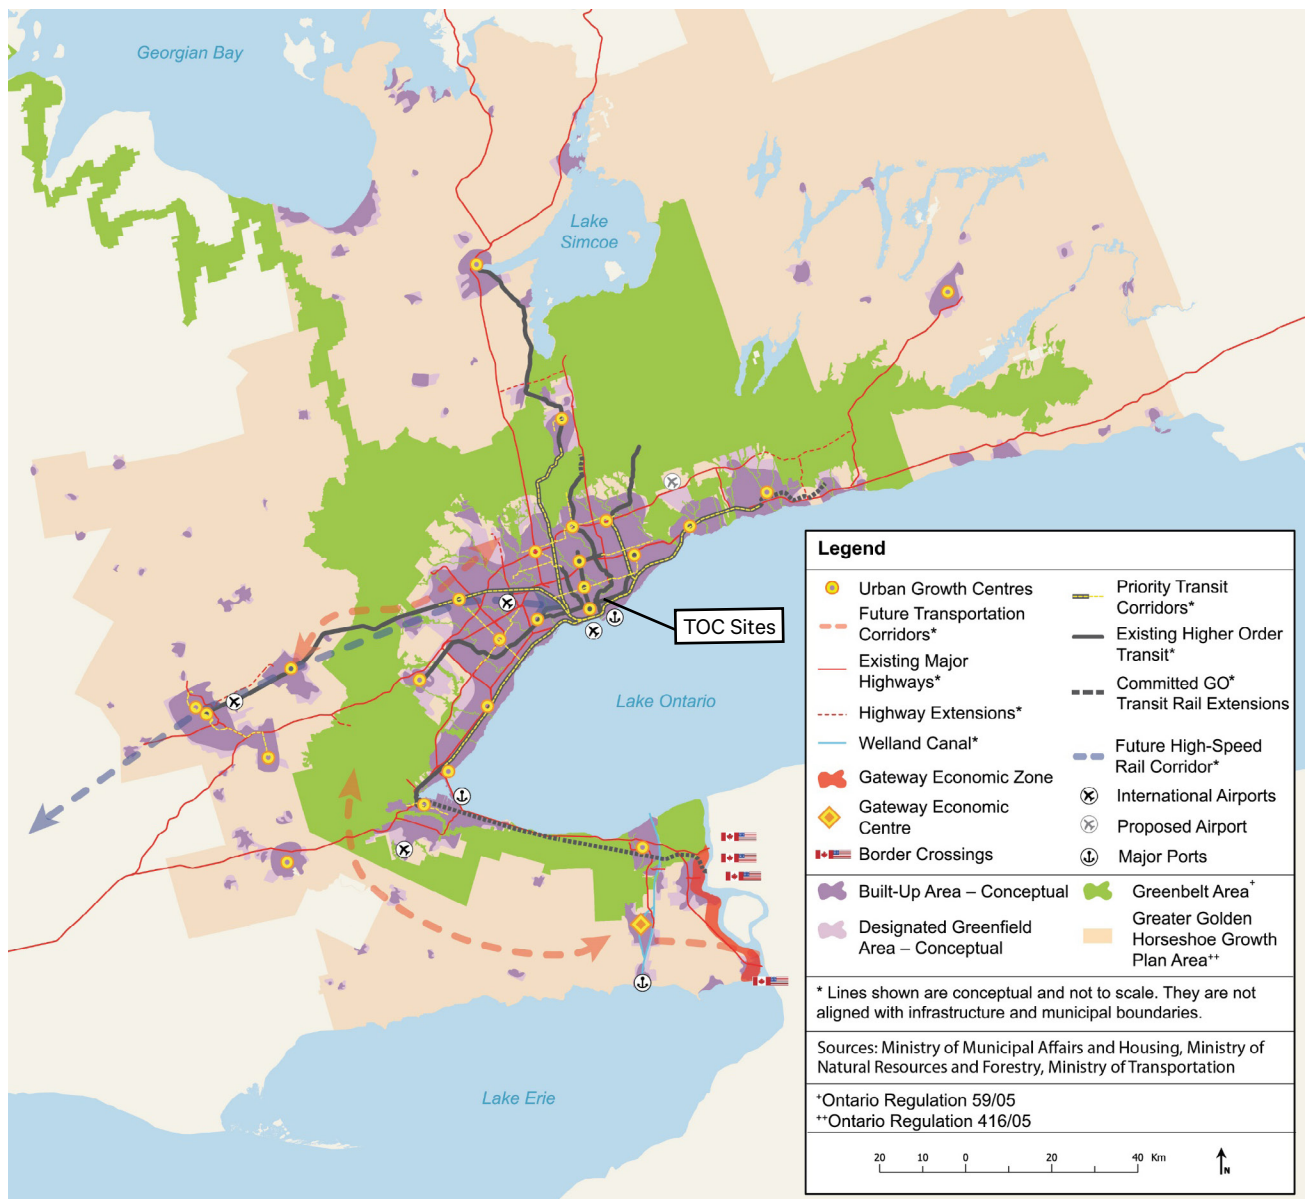 Georgian Bay
Lake
Simcoe
TOC Sites
Lake Ontario
Lake Erie
Legend
Urban Growth Centres
Future Transportation
Corridors*
Existing Major
Highways*
Highway Extensions*
Welland Canal*
Gateway Economic Zone
Gateway Economic
Centre
Border Crossings
Priority Transit
Corridors*
Existing Higher Order
Transit*
Committed GO*
Transit Rail Extensions
Future High-Speed
Rail Corridor*
International Airports
Proposed Airport
Major Ports
Built-Up Area – Conceptual
Designated Greenfield
Area – Conceptual
Greenbelt Area+
Greater Golden
Horseshoe Growth
Plan Area++
* Lines shown are conceptual and not to scale. They are not
aligned with infrastructure and municipal boundaries.
Sources: Ministry of Municipal Affairs and Housing, Ministry of
Natural Resources and Forestry, Ministry of Transportation
+Ontario Regulation 59/05
++Ontario Regulation 416/05
20 10 0 20 40 Km
N